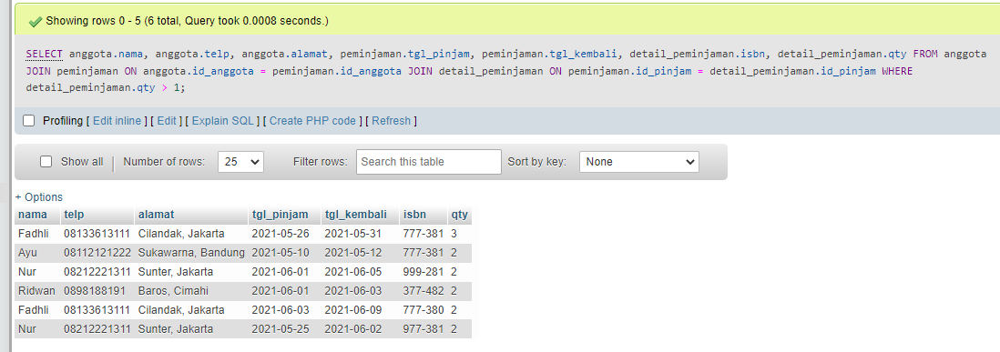 Showing rows 0 - 5 (6 total, Query took 0.0008 seconds.)
SELECT anggota.nama, anggota.telp, anggota.alamat, peminjaman.tgl_pinjam, peminjaman.tgl_kembali, detail_peminjaman.isbn, detail_peminjaman.qty FROM anggota
JOIN peminjaman ON anggota.id_anggota = peminjaman.id_anggota JOIN detail_peminjaman ON peminjaman.id_pinjam = detail_peminjaman.id_pinjam WHERE
detail_peminjaman.qty > 1;
Profiling [ Edit inline ] [ Edit ] [ Explain SQL ] [ Create PHP code ] [ Refresh ]
Show all | Number of rows: 25 Filter rows: Search this table Sort by key: None
+ Options
nama telp alamat tgl_pinjam tgl_kembali isbn qty
Fadhli 08133613111 Cilandak, Jakarta 2021-05-26 2021-05-31 777-381 3
Ayu 08112121222 Sukawarna, Bandung 2021-05-10 2021-05-12 777-381 2
Nur 08212221311 Sunter, Jakarta 2021-06-01 2021-06-05 999-281 2
Ridwan 0898188191 Baros, Cimahi 2021-06-01 2021-06-03 377-482 2
Fadhli 08133613111 Cilandak, Jakarta 2021-06-03 2021-06-09 777-380 2
Nur 08212221311 Sunter, Jakarta 2021-05-25 2021-06-02 977-381 2